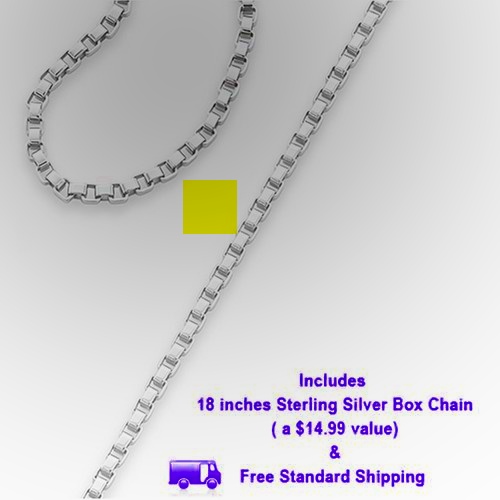 Includes
18 inches Sterling Silver Box Chain
( a $14.99 value)
&
Free Standard Shipping